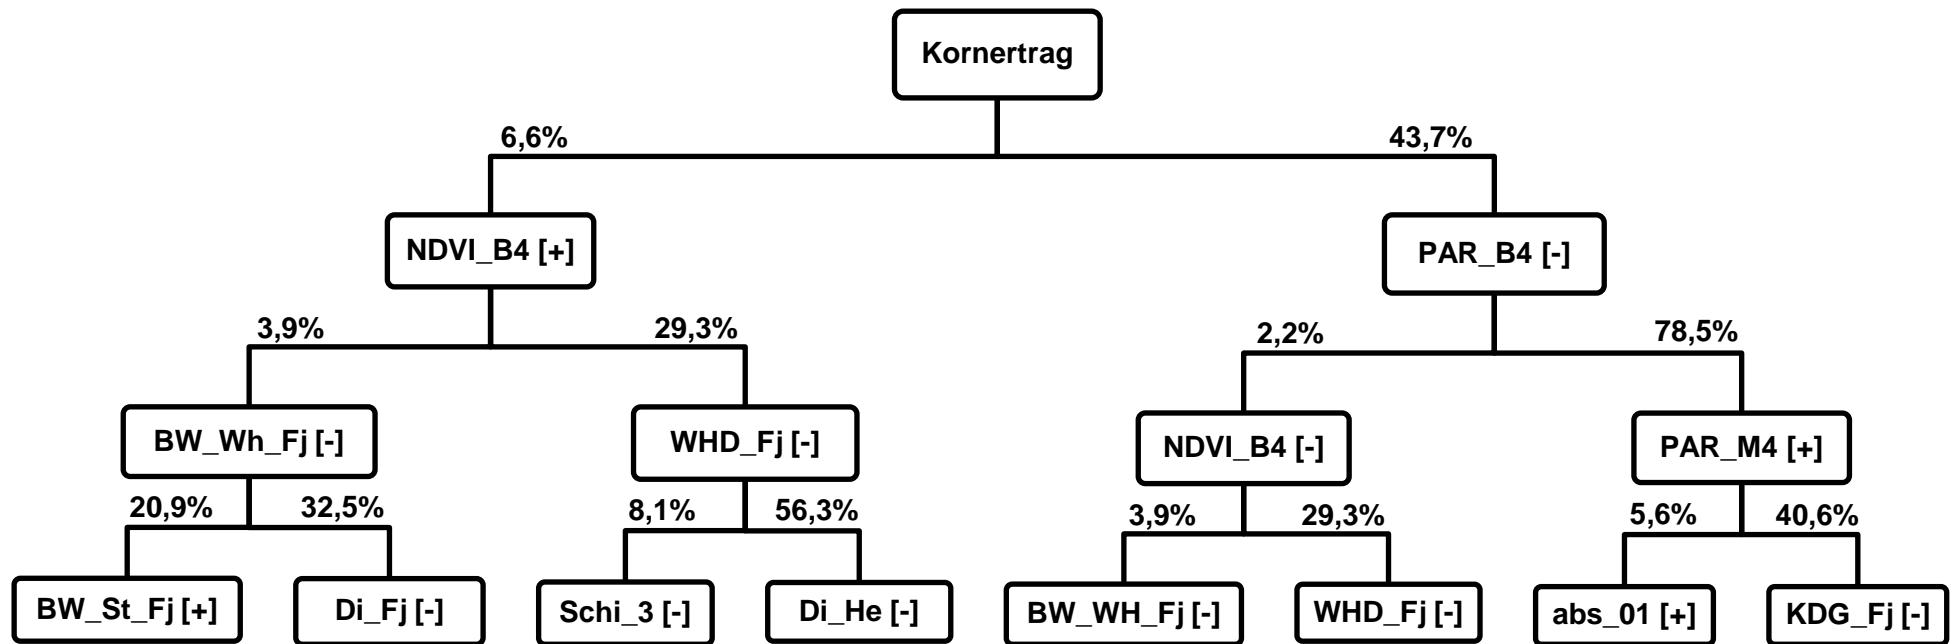 Kornertrag
6,6% 43,7%
NDVI_B4 [+] PAR_B4 [-]
3,9% 29,3% 2,2% 78,5%
BW_Wh_Fj [-] WHD_Fj [-] NDVI_B4 [-] PAR_M4 [+]
20,9% 32,5% 8,1% 56,3% 3,9% 29,3% 5,6% 40,6%
BW_St_Fj [+] Di_Fj [-] Schi_3 [-] Di_He [-] BW_WH_Fj [-] WHD_Fj [-] abs_01 [+] KDG_Fj [-]